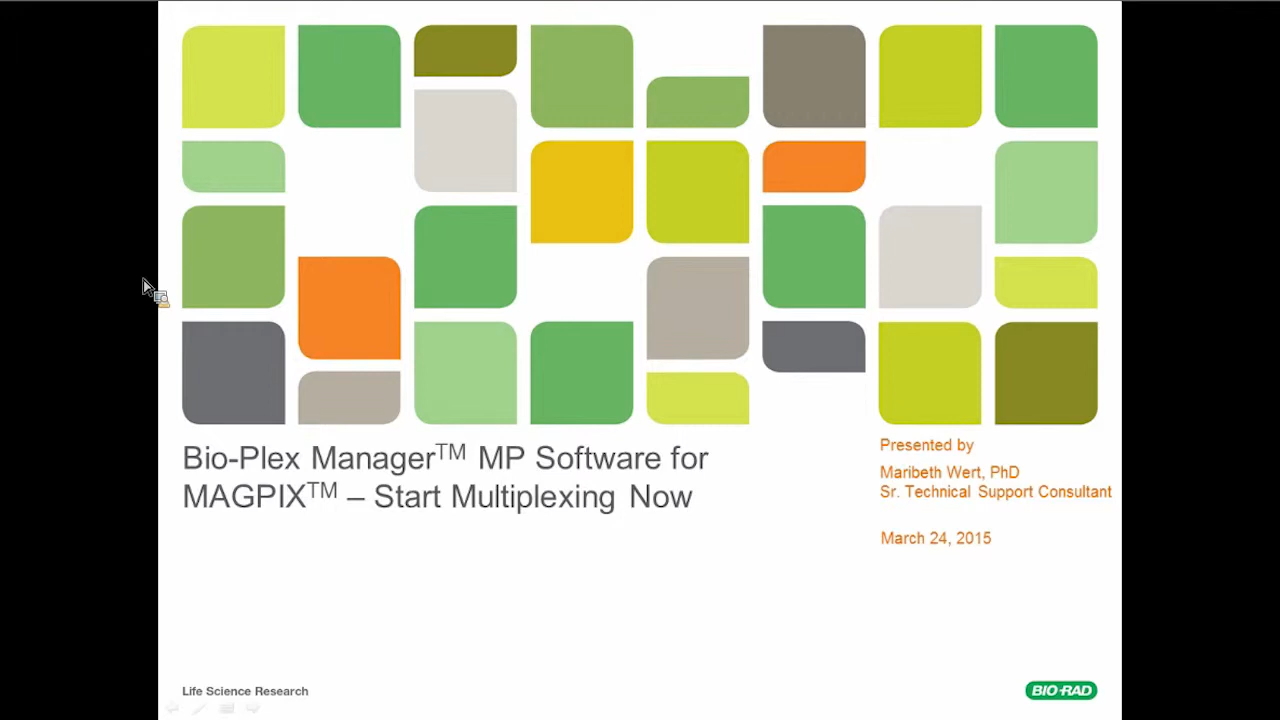 Bio-Plex Manager™ MP Software for
MAGPIX™ – Start Multiplexing Now
Presented by
Maribeth Wert, PhD
Sr. Technical Support Consultant
March 24, 2015
Life Science Research
BIO-RAD